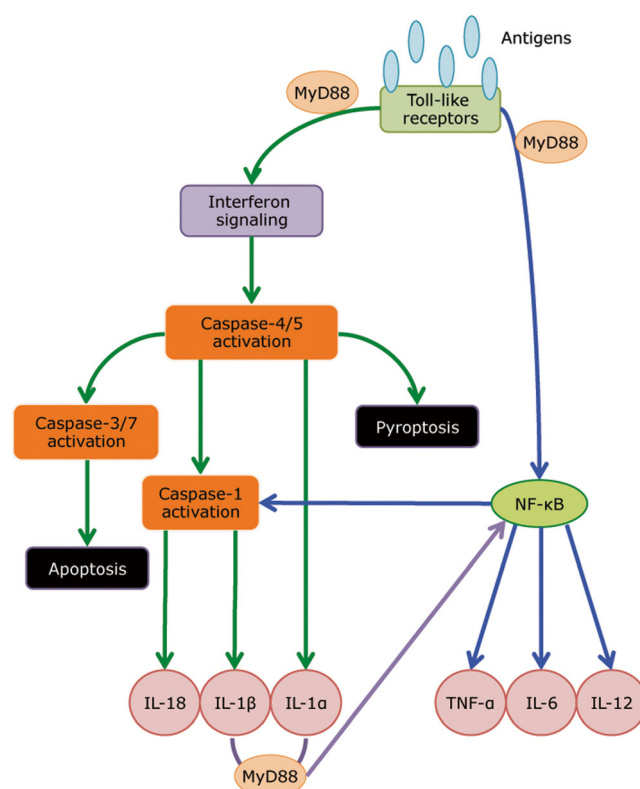 Antigens
MyD88
Toll-like
receptors
MyD88
Interferon
signaling
Caspase-4/5
activation
Caspase-3/7
activation
Pyroptosis
Caspase-1
activation
NF-κB
Apoptosis
IL-18
IL-1β
IL-1α
TNF-α
IL-6
IL-12
MyD88